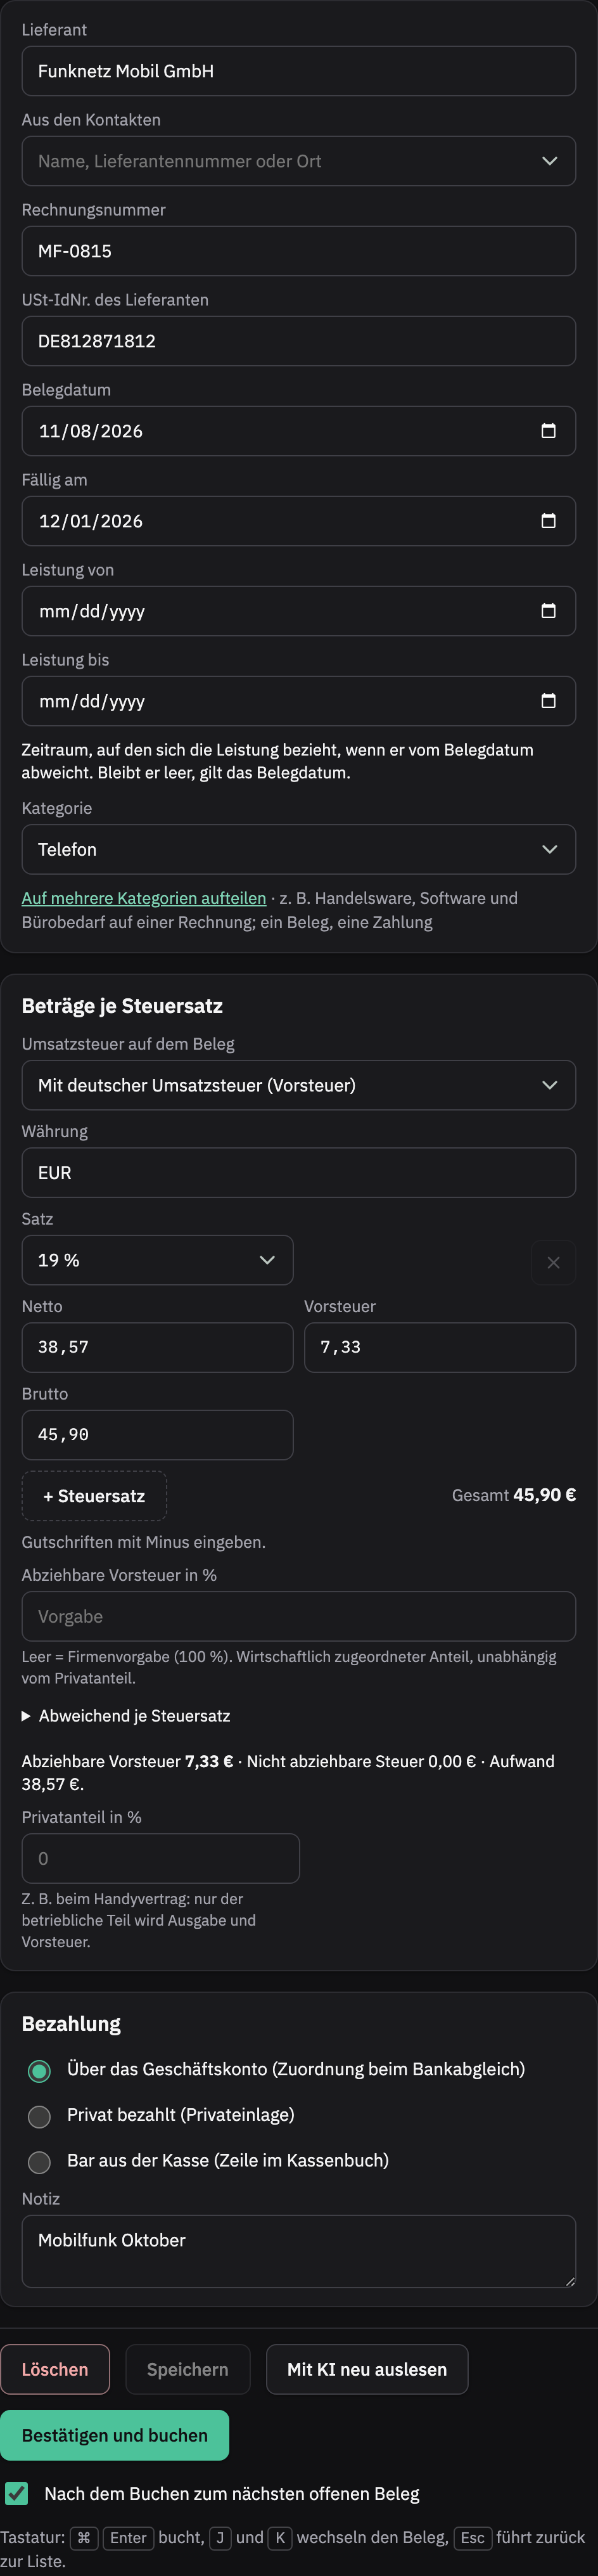 Lieferant
Funknetz Mobil GmbH
Aus den Kontakten
Name, Lieferantennummer oder Ort
Rechnungsnummer
MF-0815
USt-IdNr. des Lieferanten
DE812871812
Belegdatum
11/08/2026
Fällig am
12/01/2026
Leistung von
mm/dd/yyyy
Leistung bis
mm/dd/yyyy
Zeitraum, auf den sich die Leistung bezieht, wenn er vom Belegdatum
abweicht. Bleibt er leer, gilt das Belegdatum.
Kategorie
Telefon
Auf mehrere Kategorien aufteilen · z. B. Handelsware, Software und
Bürobedarf auf einer Rechnung; ein Beleg, eine Zahlung
Beträge je Steuersatz
Umsatzsteuer auf dem Beleg
Mit deutscher Umsatzsteuer (Vorsteuer)
Währung
EUR
Satz
19 %
Netto Vorsteuer
38,57 7,33
Brutto
45,90
+ Steuersatz Gesamt 45,90 €
Gutschriften mit Minus eingeben.
Abziehbare Vorsteuer in %
Vorgabe
Leer = Firmenvorgabe (100 %). Wirtschaftlich zugeordneter Anteil, unabhängig
vom Privatanteil.
Abweichend je Steuersatz
Abziehbare Vorsteuer 7,33 € · Nicht abziehbare Steuer 0,00 € · Aufwand
38,57 €.
Privatanteil in %
0
Z. B. beim Handyvertrag: nur der
betriebliche Teil wird Ausgabe und
Vorsteuer.
Bezahlung
Über das Geschäftskonto (Zuordnung beim Bankabgleich)
Privat bezahlt (Privateinlage)
Bar aus der Kasse (Zeile im Kassenbuch)
Notiz
Mobilfunk Oktober
Löschen Speichern Mit KI neu auslesen
Bestätigen und buchen
Nach dem Buchen zum nächsten offenen Beleg
Tastatur: ⌘ Enter bucht, J und K wechseln den Beleg, Esc führt zurück
zur Liste.